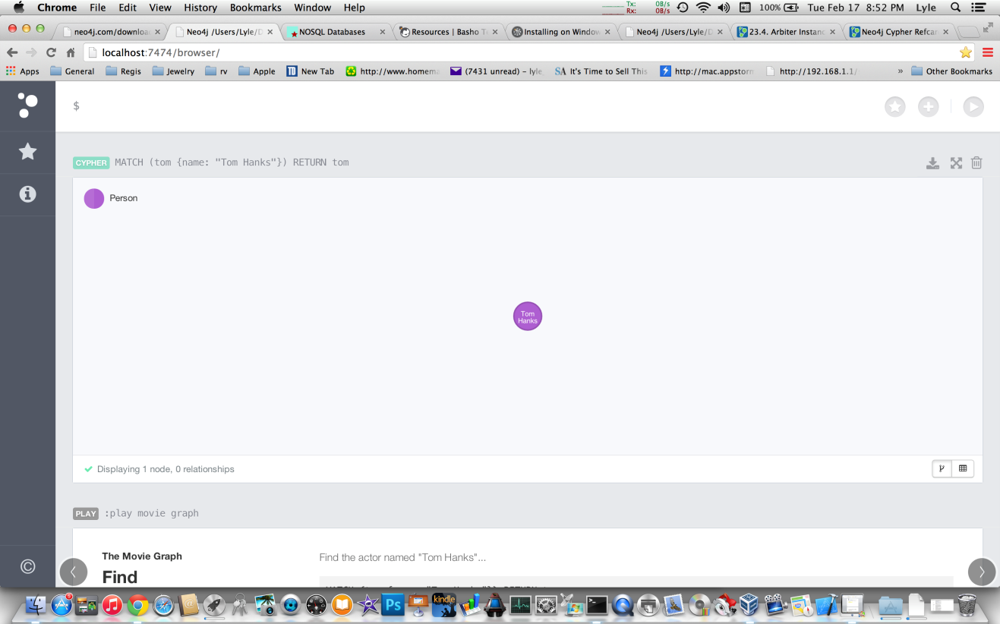 Chrome File Edit View History Bookmarks Window Help Tx: 0B/s Rx: 0B/s 100% Tue Feb 17 8:52 PM Lyle
neo4j.com/downloa Neo4j /Users/Lyle/D NOSQL Databases Resources | Basho Te Installing on Window Neo4j /Users/Lyle/D 23.4. Arbiter Instanc Neo4j Cypher Refcar
localhost:7474/browser/
Apps General Regis Jewelry rv Apple New Tab http://www.homema (7431 unread) - lyle_ SA It's Time to Sell This http://mac.appstorm http://192.168.1.1/ » Other Bookmarks
$
CYPHER MATCH (tom {name: "Tom Hanks"}) RETURN tom
Person
Tom
Hanks
Displaying 1 node, 0 relationships
PLAY :play movie graph
The Movie Graph
Find the actor named "Tom Hanks"...
Find
Ps kindle